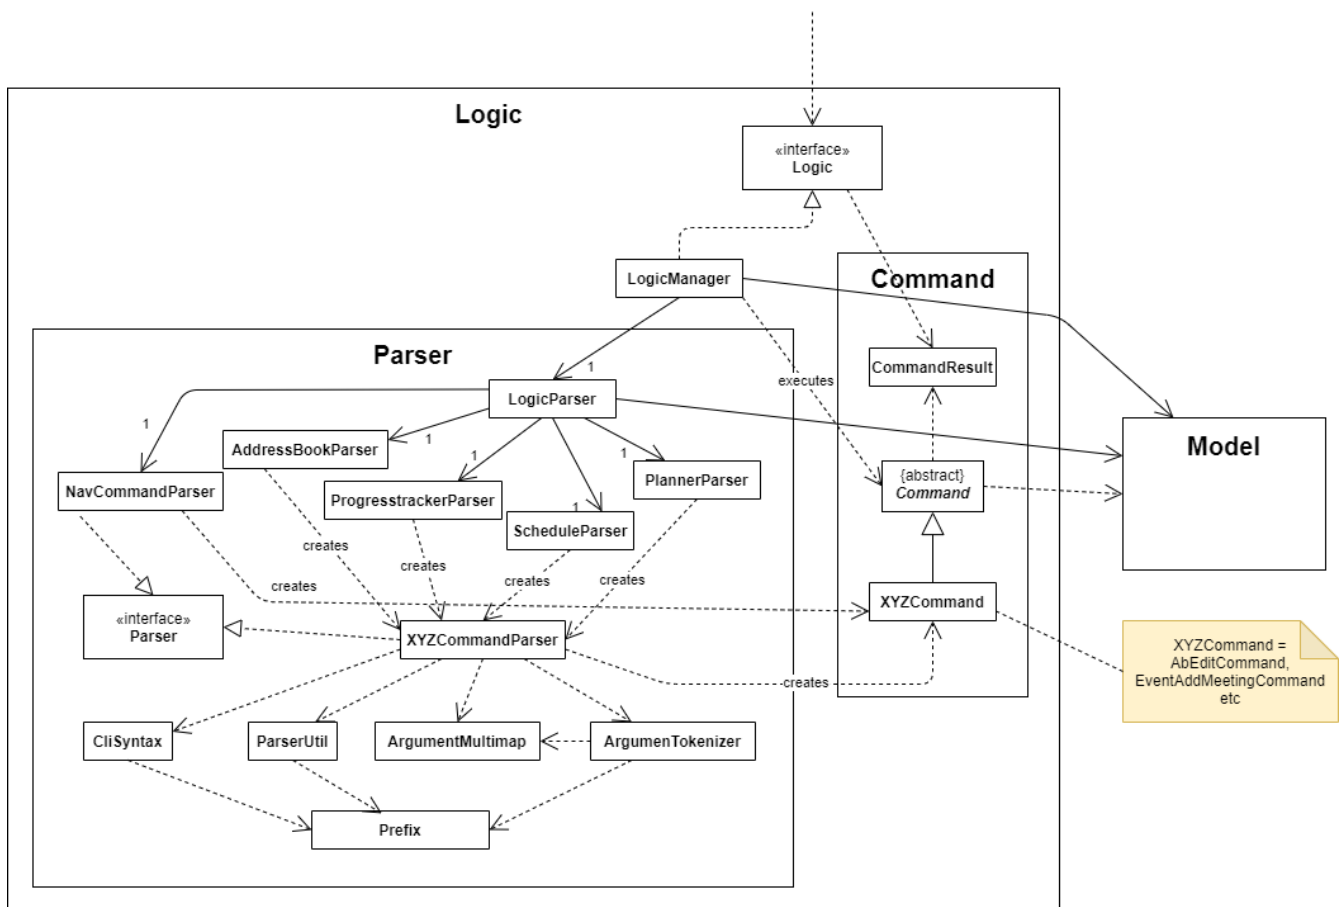 Logic
«interface»
Logic
LogicManager
Command
Parser
1
CommandResult
executes
LogicParser
1
1
AddressBookParser
1
1
Model
NavCommandParser
ProgresstrackerParser
PlannerParser
{abstract}
Command
1
ScheduleParser
creates
creates
creates
creates
creates
XYZCommand
«interface»
Parser
XYZCommandParser
XYZCommand =
AbEditCommand,
EventAddMeetingCommand
etc
creates
CliSyntax
ParserUtil
ArgumentMultimap
ArgumenTokenizer
Prefix